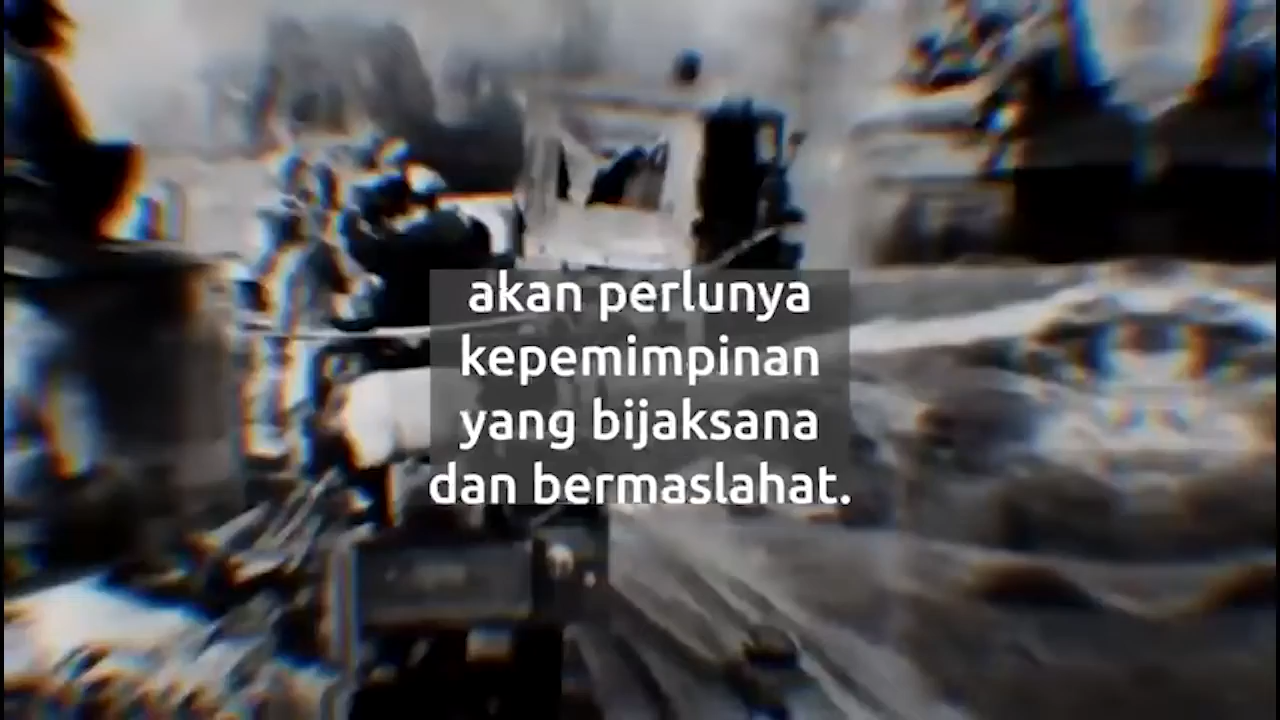 akan perlunya
kepemimpinan
yang bijaksana
dan bermaslahat.